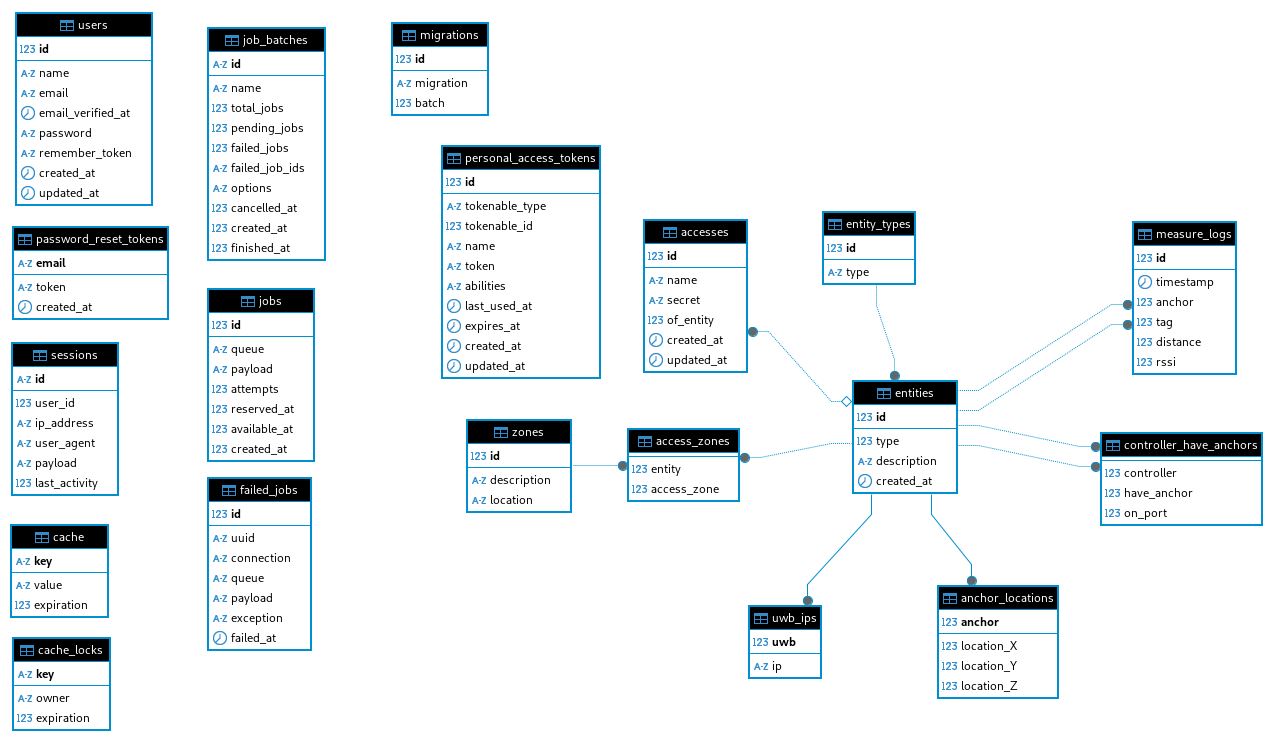 users
123 id
A-Z name
A-Z email
email_verified_at
A-Z password
A-Z remember_token
created_at
updated_at
password_reset_tokens
A-Z email
A-Z token
created_at
sessions
A-Z id
123 user_id
A-Z ip_address
A-Z user_agent
A-Z payload
123 last_activity
cache
A-Z key
A-Z value
123 expiration
cache_locks
A-Z key
A-Z owner
123 expiration
job_batches
A-Z id
A-Z name
123 total_jobs
123 pending_jobs
123 failed_jobs
A-Z failed_job_ids
A-Z options
123 cancelled_at
123 created_at
123 finished_at
jobs
123 id
A-Z queue
A-Z payload
123 attempts
123 reserved_at
123 available_at
123 created_at
failed_jobs
123 id
A-Z uuid
A-Z connection
A-Z queue
A-Z payload
A-Z exception
failed_at
migrations
123 id
A-Z migration
123 batch
personal_access_tokens
123 id
A-Z tokenable_type
123 tokenable_id
A-Z name
A-Z token
A-Z abilities
last_used_at
expires_at
created_at
updated_at
zones
123 id
A-Z description
A-Z location
accesses
123 id
A-Z name
A-Z secret
123 of_entity
created_at
updated_at
access_zones
123 entity
123 access_zone
entity_types
123 id
A-Z type
entities
123 id
123 type
A-Z description
created_at
uwb_ips
123 uwb
A-Z ip
anchor_locations
123 anchor
123 location_X
123 location_Y
123 location_Z
measure_logs
123 id
timestamp
123 anchor
123 tag
123 distance
123 rssi
controller_have_anchors
123 controller
123 have_anchor
123 on_port